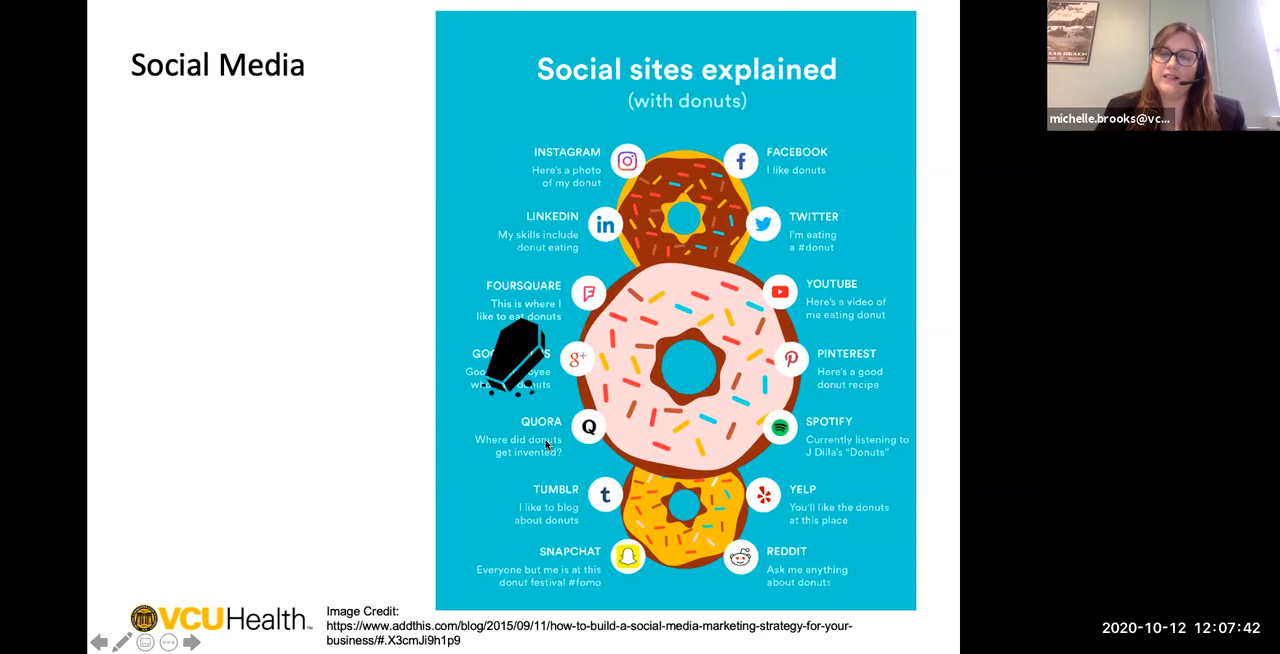 Social Media
Social sites explained
(with donuts)
INSTAGRAM
Here's a photo
of my donut
FACEBOOK
I like donuts
LINKEDIN
My skills include
donut eating
TWITTER
I'm eating
a #donut
FOURSQUARE
This is where I
like to eat donuts
YOUTUBE
Here's a video of
me eating donut
g+
PINTEREST
Here's a good
donut recipe
QUORA
Where did donuts
get invented?
SPOTIFY
Currently listening to
J Dilla's "Donuts"
TUMBLR
I like to blog
about donuts
YELP
You'll like the donuts
at this place
SNAPCHAT
Everyone but me is at this
donut festival #fomo
REDDIT
Ask me anything
about donuts
VCUHealth™
Image Credit:
https://www.addthis.com/blog/2015/09/11/how-to-build-a-social-media-marketing-strategy-for-your-
business/#.X3cmJi9h1p9
michelle.brooks@vc...
2020-10-12 12:07:42